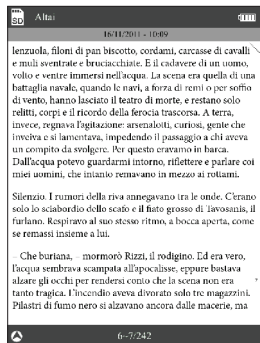 SD
Altai
16/11/2011 - 10:09
lenzuola, filoni di pan biscotto, cordami, carcasse di cavalli
e muli sventrate e bruciacchiate. E il cadavere di un uomo,
volto e ventre immersi nell'acqua. La scena era quella di una
battaglia navale, quando le navi, a forza di remi o per soffio
di vento, hanno lasciato il teatro di morte, e restano solo
relitti, corpi e il ricordo della ferocia trascorsa. A terra,
invece, regnava l'agitazione: arsenalotti, curiosi, gente che
inveiva e si lamentava, impedendo il passaggio a chi aveva
un compito da svolgere. Per questo eravamo in barca.
Dall'acqua potevo guardarmi intorno, riflettere e parlare coi
miei uomini, che intanto remavano in mezzo ai rottami.
Silenzio. I rumori della riva annegavano tra le onde. C'erano
solo lo sciabordio dello scafo e il fiato grosso di Tavosanis, il
furlano. Respiravo al suo stesso ritmo, a bocca aperta, come
se remassi insieme a lui.
– Che buriana, – mormorò Rizzi, il rodigino. Ed era vero,
l'acqua sembrava scampata all'apocalisse, eppure bastava
alzare gli occhi per rendersi conto che la scena non era
tanto tragica. L'incendio aveva divorato solo tre magazzini.
Pilastri di fumo nero si alzavano ancora dalle macerie, ma
6-7/242